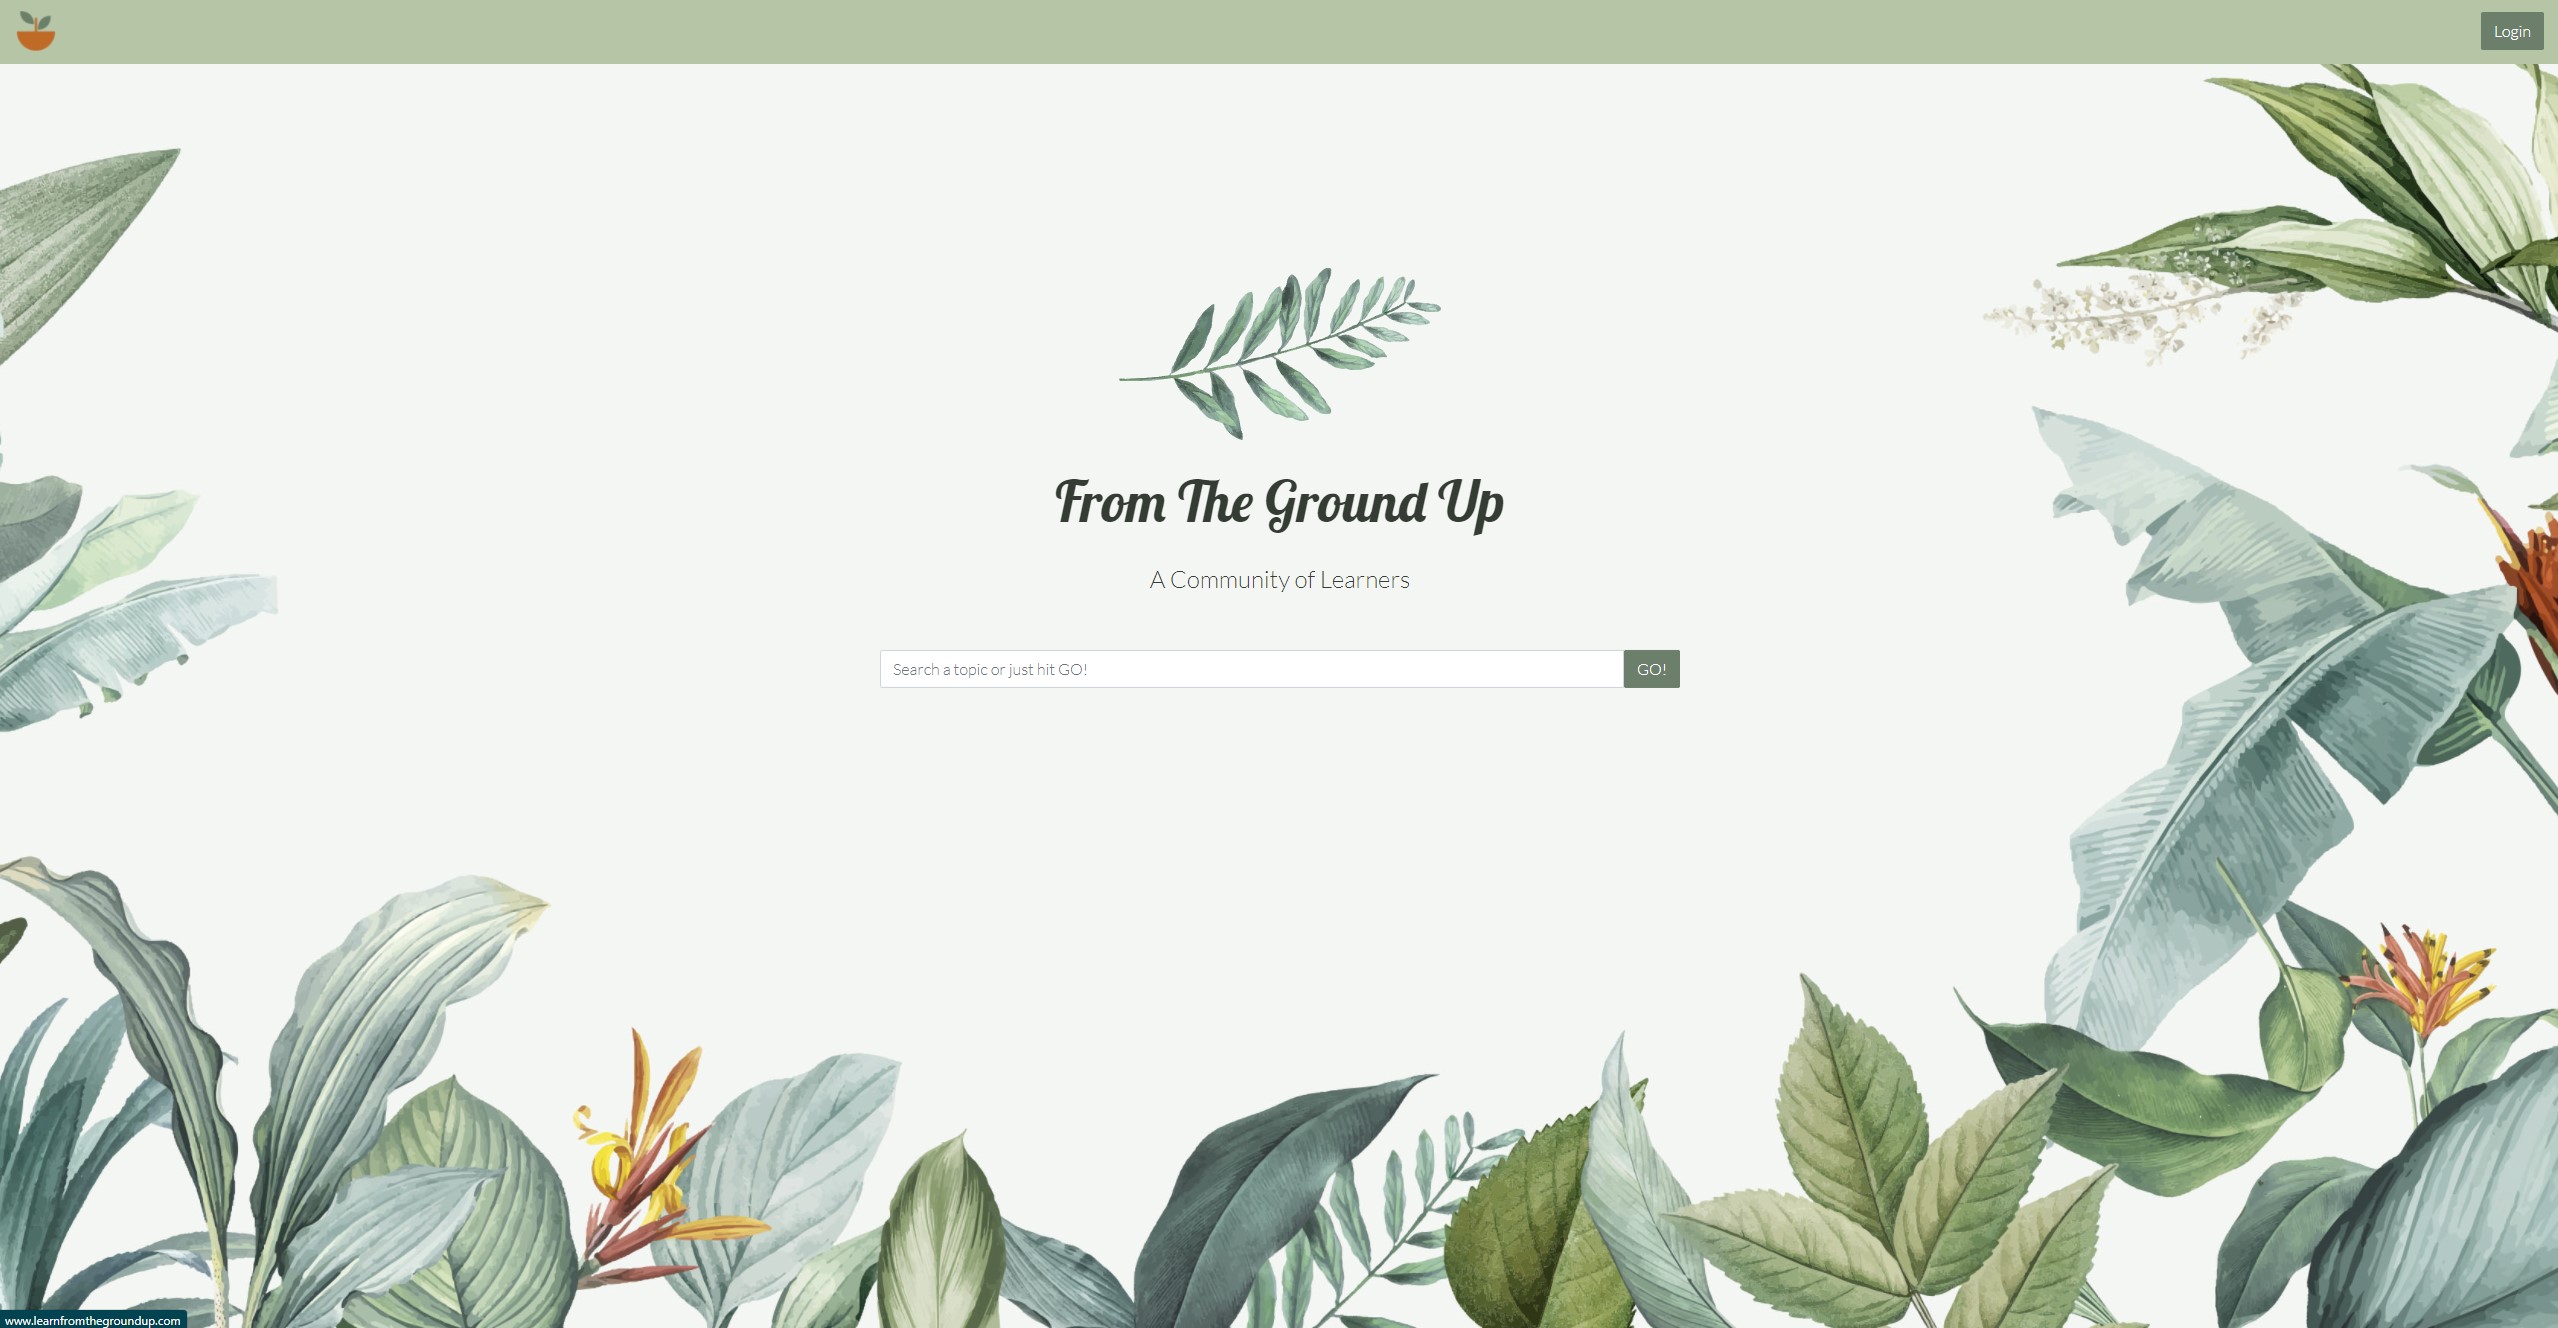 Login
From The Ground Up
A Community of Learners
Search a topic or just hit GO!
GO!
www.learnfromthegroundup.com